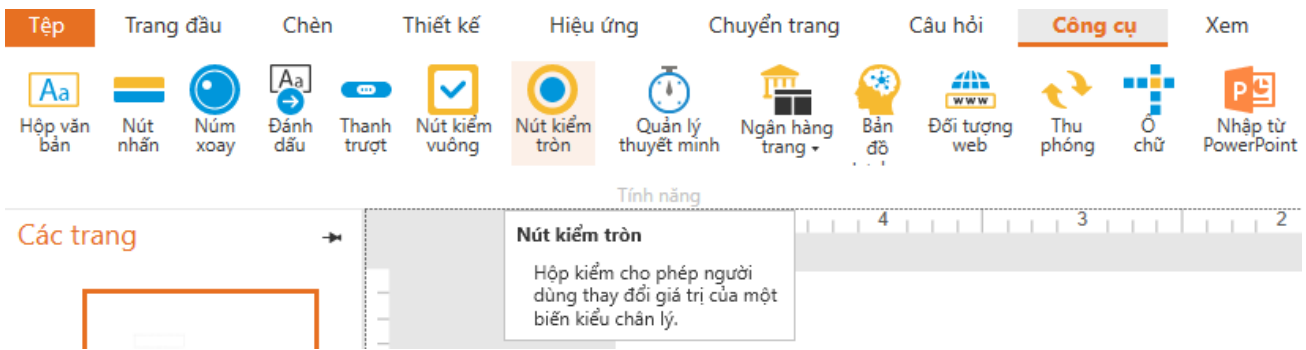 Tệp Trang đầu Chèn Thiết kế Hiệu ứng Chuyển trang Câu hỏi Công cụ Xem
Aa Aa WWW P
Hộp văn Nút Núm Đánh Thanh Nút kiểm Nút kiểm Quản lý Ngân hàng Bản Đối tượng Thu Ô Nhập từ
bản nhấn xoay dấu trượt vuông tròn thuyết minh trang đồ web phóng chữ PowerPoint
Tính năng
Các trang
4 3 2
Nút kiểm tròn
Hộp kiểm cho phép người
dùng thay đổi giá trị của một
biến kiểu chân lý.